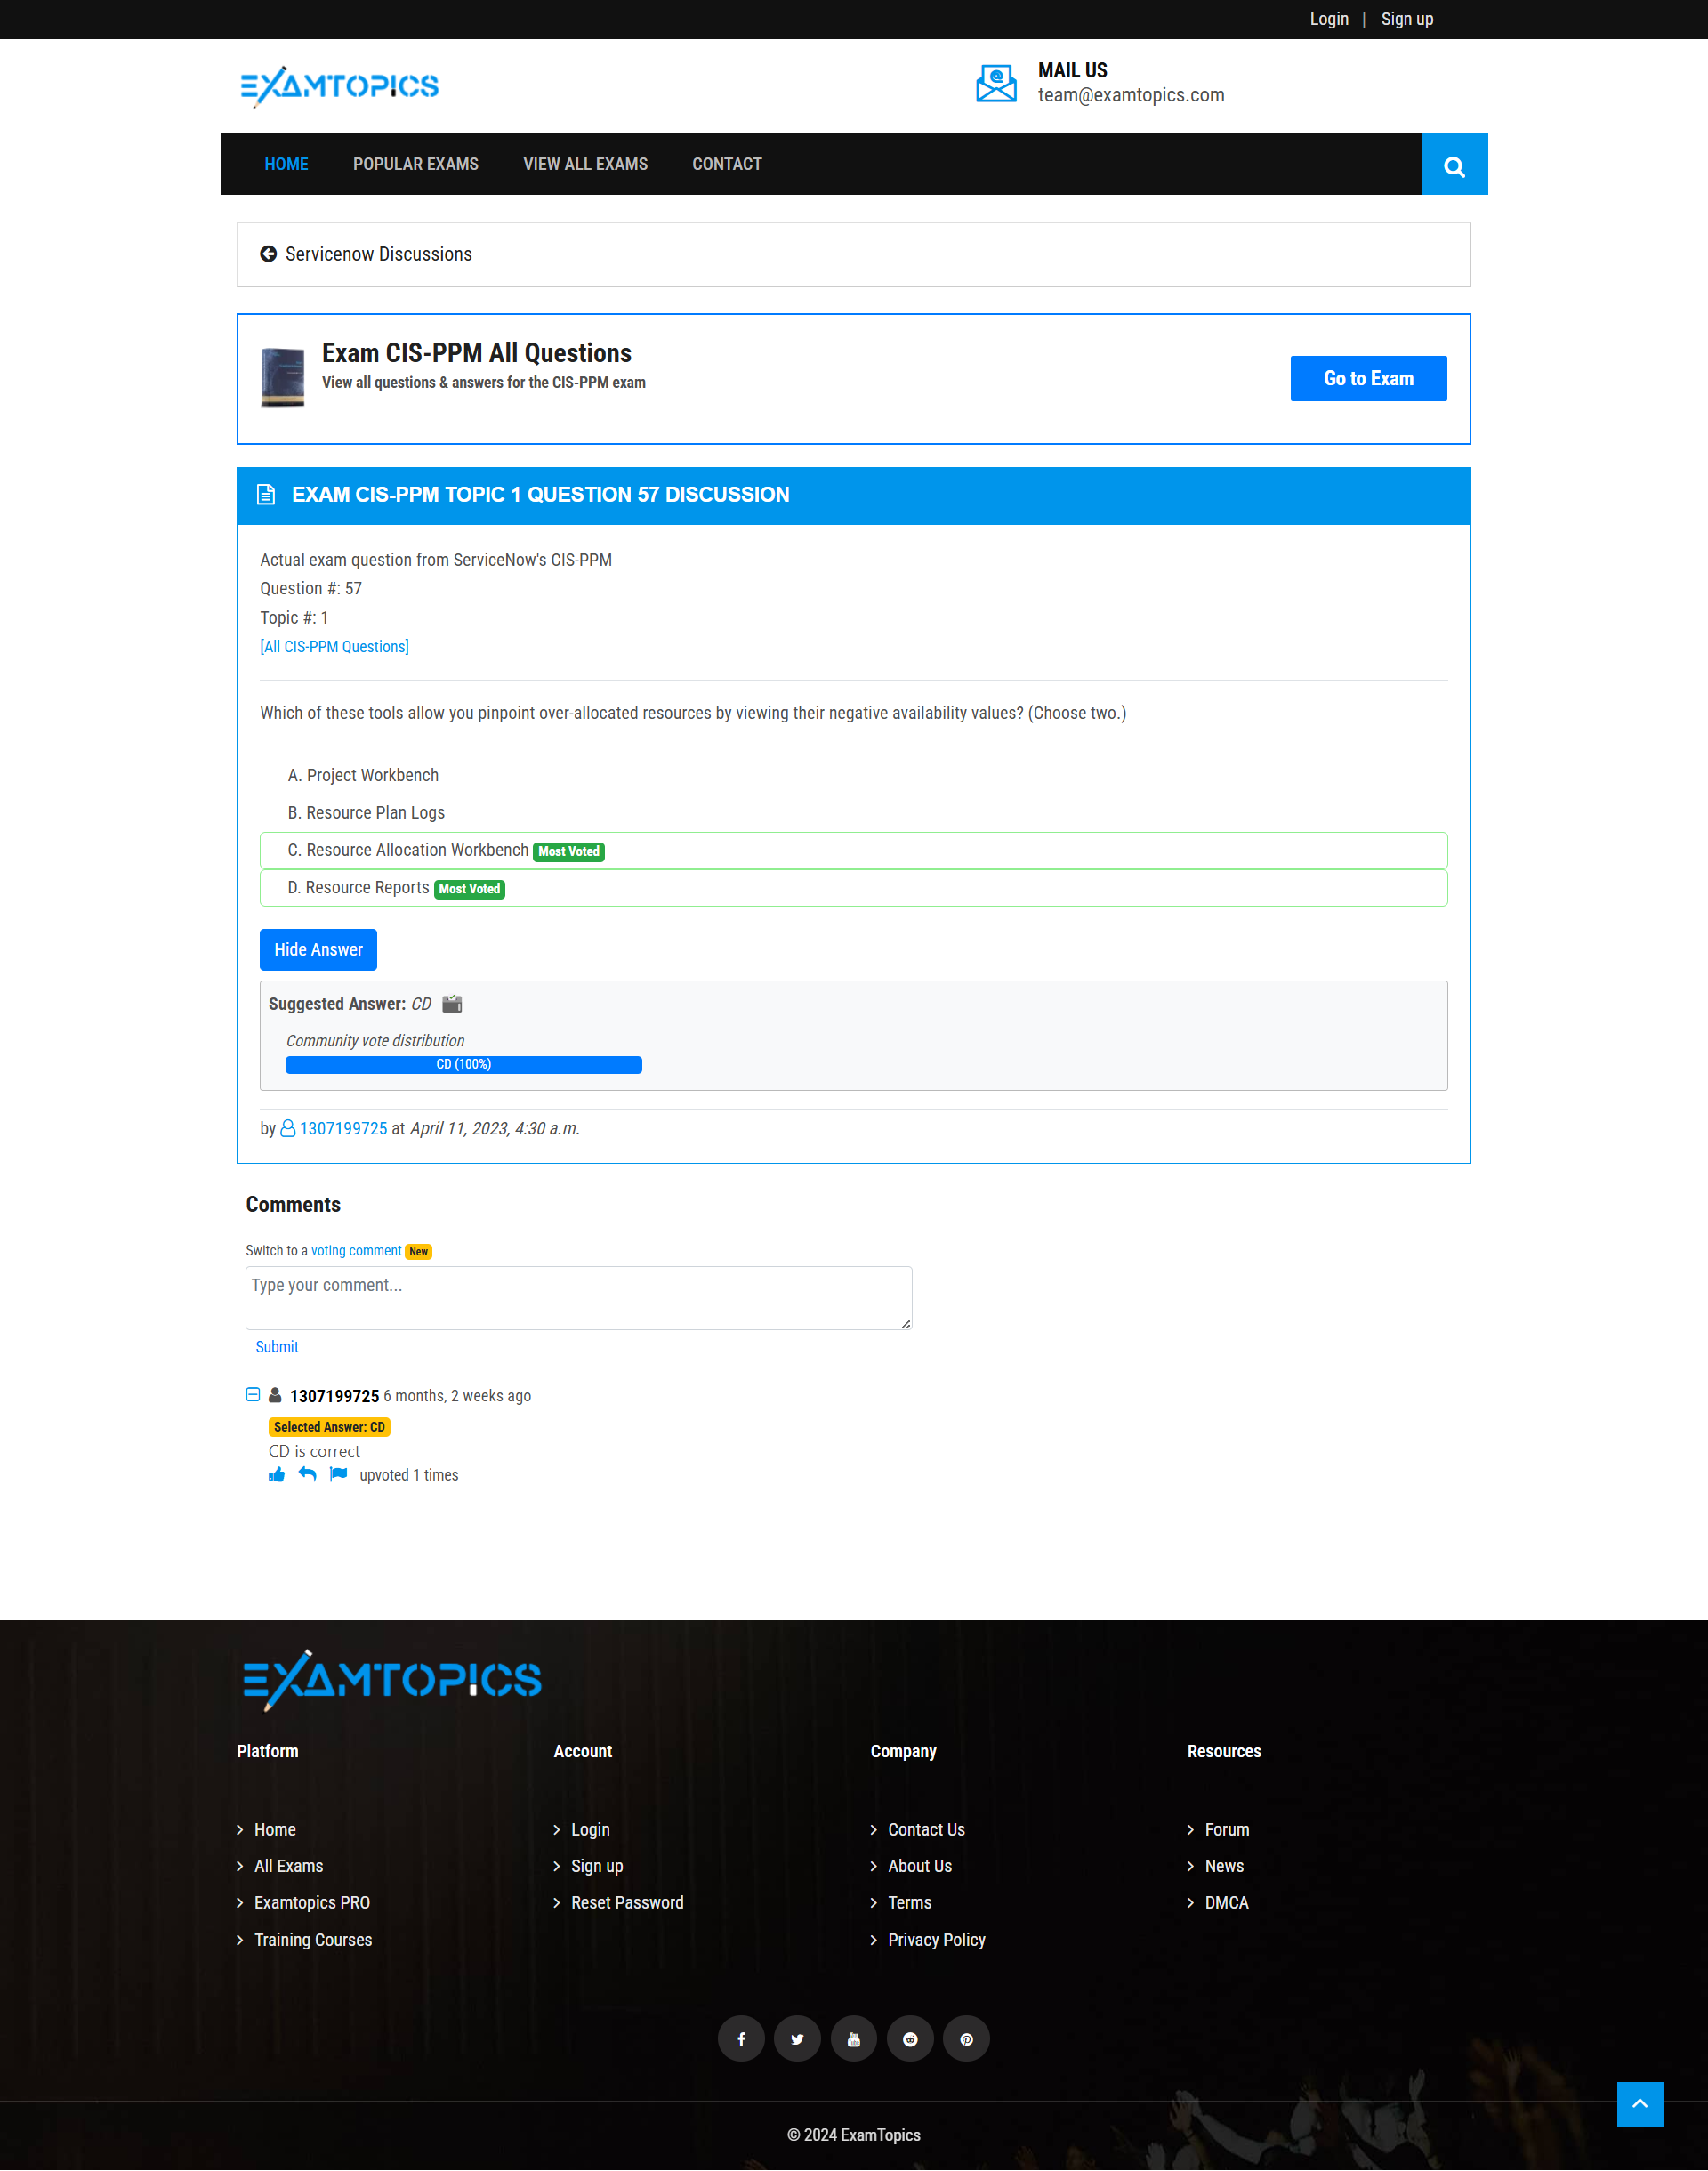 Login | Sign up
EXAMTOPICS
MAIL US
team@examtopics.com
HOME POPULAR EXAMS VIEW ALL EXAMS CONTACT
Servicenow Discussions
Exam CIS-PPM All Questions
View all questions & answers for the CIS-PPM exam
Go to Exam
EXAM CIS-PPM TOPIC 1 QUESTION 57 DISCUSSION
Actual exam question from ServiceNow's CIS-PPM
Question #: 57
Topic #: 1
[All CIS-PPM Questions]
Which of these tools allow you pinpoint over-allocated resources by viewing their negative availability values? (Choose two.)
A. Project Workbench
B. Resource Plan Logs
C. Resource Allocation Workbench Most Voted
D. Resource Reports Most Voted
Hide Answer
Suggested Answer: CD
Community vote distribution
CD (100%)
by 1307199725 at April 11, 2023, 4:30 a.m.
Comments
Switch to a voting comment New
Type your comment...
Submit
1307199725 6 months, 2 weeks ago
Selected Answer: CD
CD is correct
upvoted 1 times
EXAMTOPICS
Platform Account Company Resources
Home Login Contact Us Forum
All Exams Sign up About Us News
Examtopics PRO Reset Password Terms DMCA
Training Courses Privacy Policy
© 2024 ExamTopics